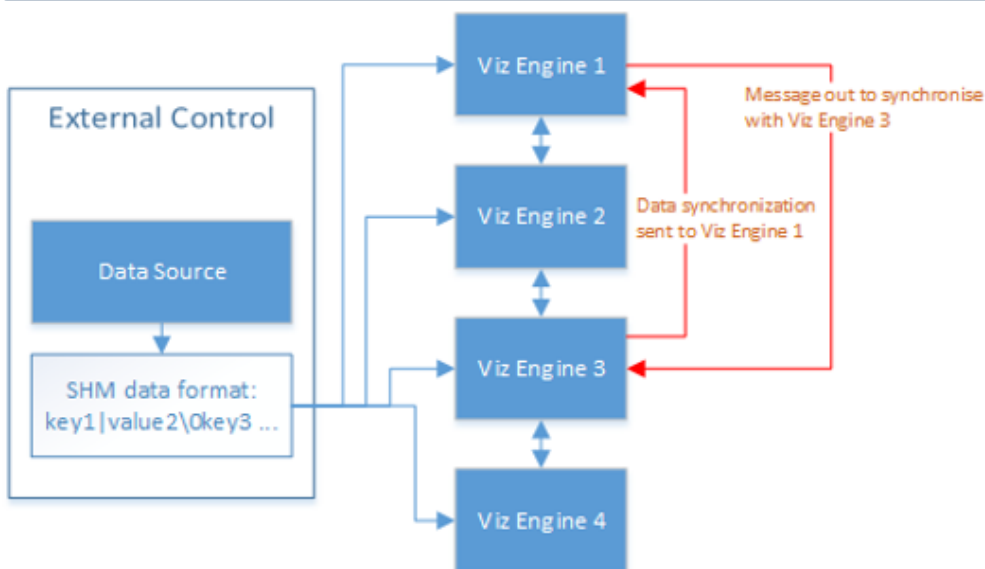 External Control
Data Source
SHM data format:
key1|value2\0key3 ...
Viz Engine 1
Viz Engine 2
Viz Engine 3
Viz Engine 4
Message out to synchronise
with Viz Engine 3
Data synchronization
sent to Viz Engine 1